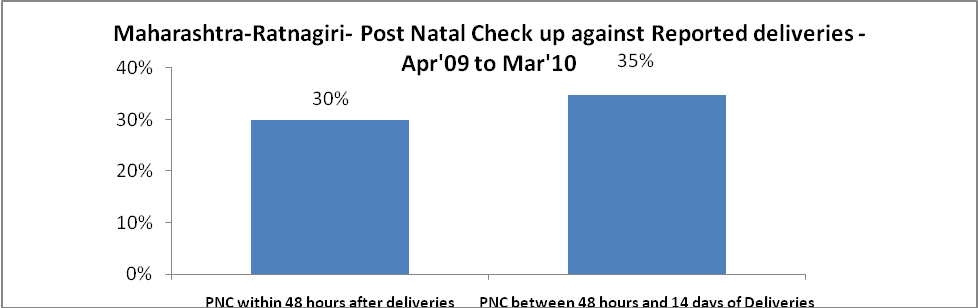 Maharashtra-Ratnagiri- Post Natal Check up against Reported deliveries -
Apr'09 to Mar'10
35%
40%
30%
30%
20%
10%
0%
PNC within 48 hours after deliveries
PNC between 48 hours and 14 days of Deliveries